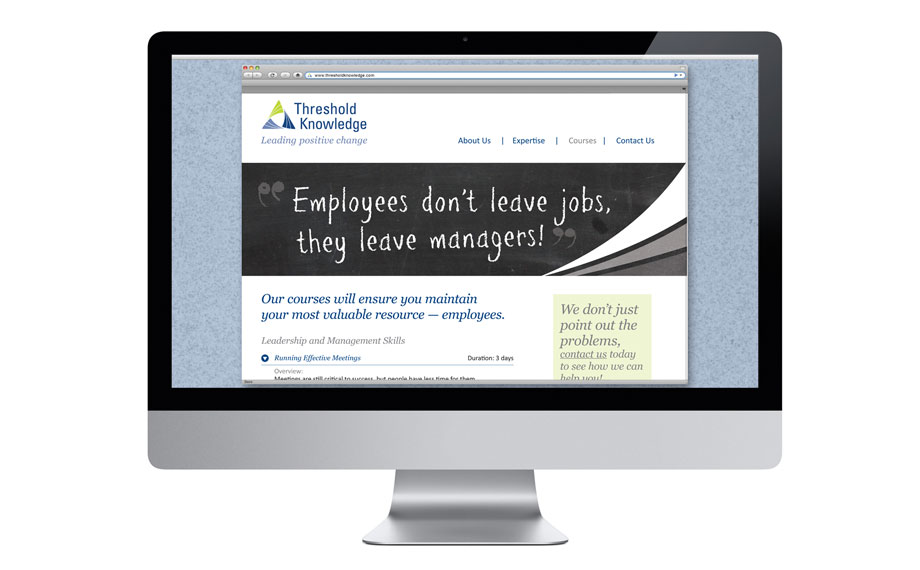 www.thresholdknowledge.com
Threshold
Knowledge
Leading positive change
About Us | Expertise | Courses | Contact Us
“Employees don't leave jobs,
they leave managers!”
Our courses will ensure you maintain
your most valuable resource — employees.
Leadership and Management Skills
Running Effective Meetings Duration: 3 days
Overview:
Meetings are still critical to success, but people have less time for them.
We don't just
point out the
problems,
contact us today
to see how we can
help you!